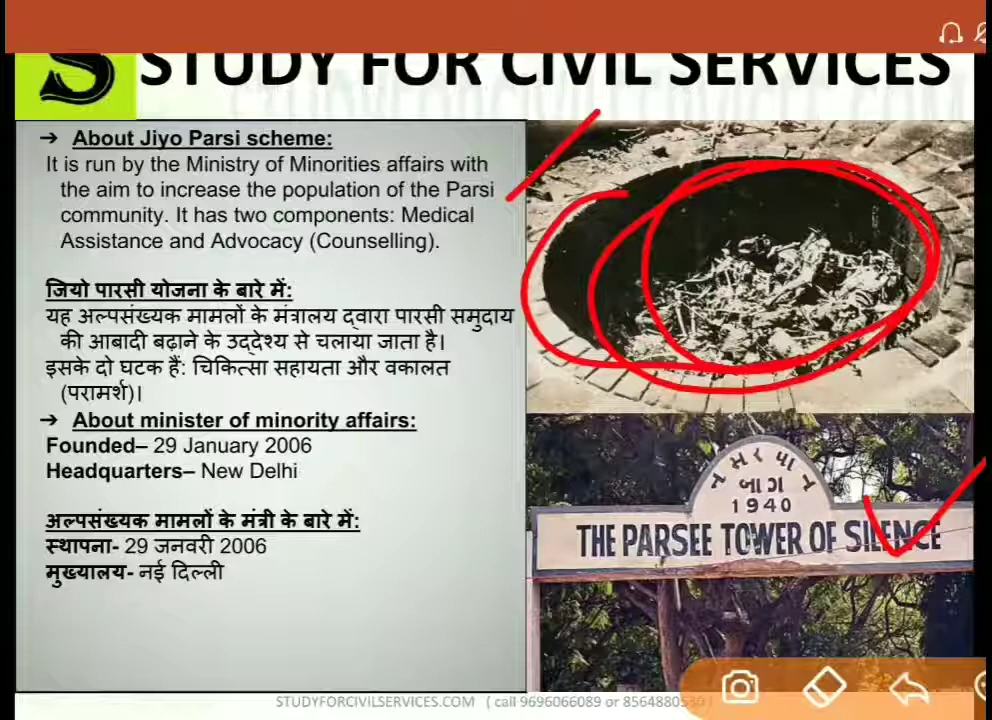 S STUDY FOR CIVIL SERVICES
→ About Jiyo Parsi scheme:
It is run by the Ministry of Minorities affairs with
the aim to increase the population of the Parsi
community. It has two components: Medical
Assistance and Advocacy (Counselling).
जियो पारसी योजना के बारे में:
यह अल्पसंख्यक मामलों के मंत्रालय द्वारा पारसी समुदाय
की आबादी बढ़ाने के उद्देश्य से चलाया जाता है।
इसके दो घटक हैं: चिकित्सा सहायता और वकालत
(परामर्श)।
→ About minister of minority affairs:
Founded– 29 January 2006
Headquarters– New Delhi
अल्पसंख्यक मामलों के मंत्री के बारे में:
स्थापना- 29 जनवरी 2006
मुख्यालय- नई दिल्ली
બાગ
1940
THE PARSEE TOWER OF SILENCE
STUDYFORCIVILSERVICES.COM ( call 9696066089 or